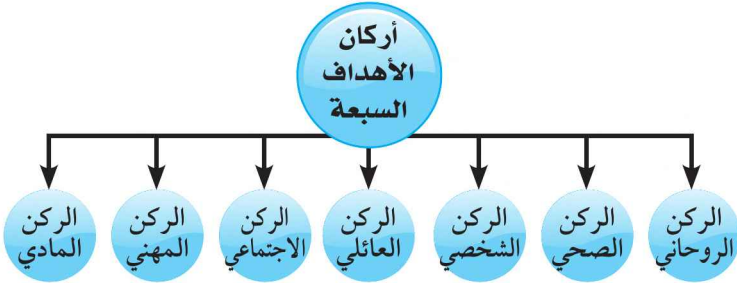 أركان
الأهداف
السبعة
الركن
الروحاني
الركن
الصحي
الركن
الشخصي
الركن
العائلي
الركن
الاجتماعي
الركن
المهني
الركن
المادي